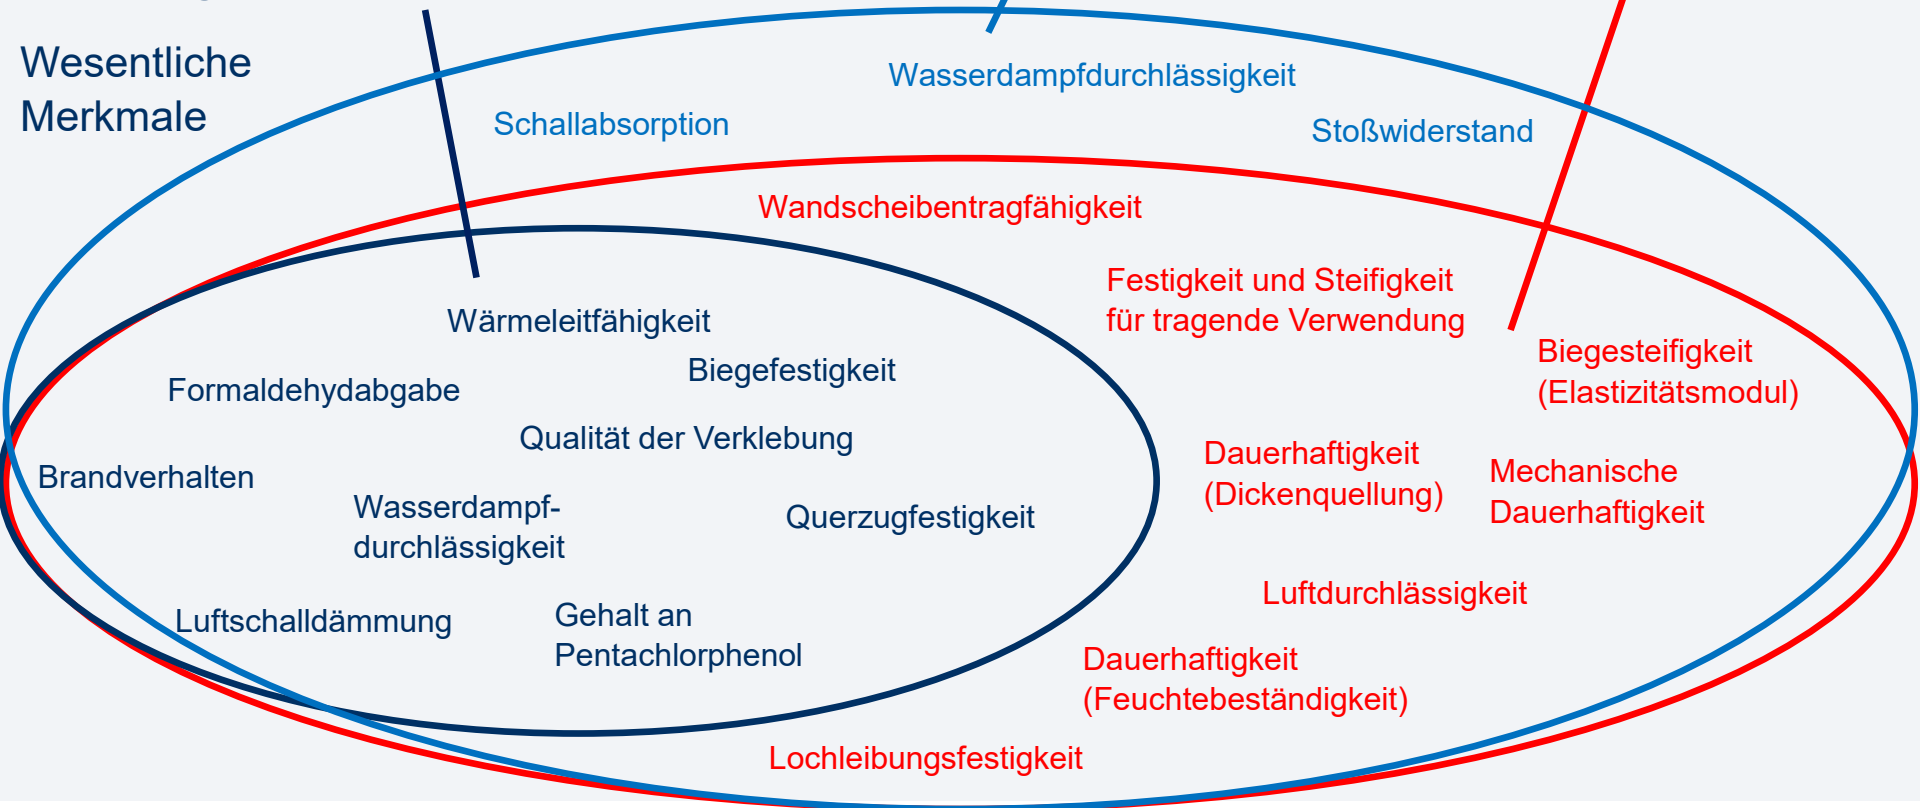 Wesentliche
Merkmale
Wasserdampfdurchlässigkeit
Schallabsorption
Stoßwiderstand
Wandscheibentragfähigkeit
Festigkeit und Steifigkeit
für tragende Verwendung
Wärmeleitfähigkeit
Biegesteifigkeit
(Elastizitätsmodul)
Biegefestigkeit
Formaldehydabgabe
Qualität der Verklebung
Dauerhaftigkeit
(Dickenquellung)
Mechanische
Dauerhaftigkeit
Brandverhalten
Wasserdampf-
durchlässigkeit
Querzugfestigkeit
Luftdurchlässigkeit
Luftschalldämmung
Gehalt an
Pentachlorphenol
Dauerhaftigkeit
(Feuchtebeständigkeit)
Lochleibungsfestigkeit